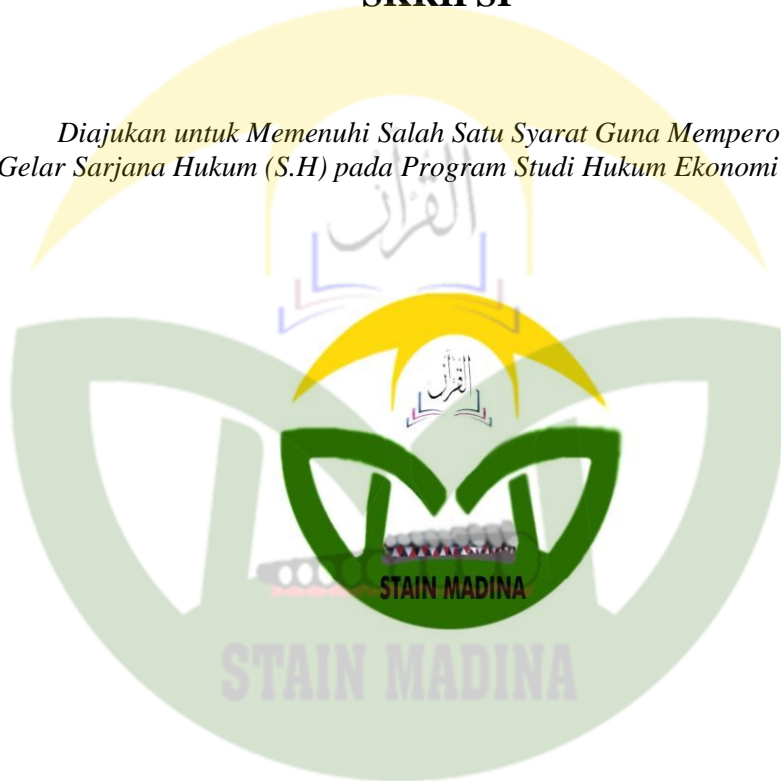 SKRIPSI
Diajukan untuk Memenuhi Salah Satu Syarat Guna Mempero
Gelar Sarjana Hukum (S.H) pada Program Studi Hukum Ekonomi
القرآن
القرآن
STAIN MADINA
STAIN MADINA